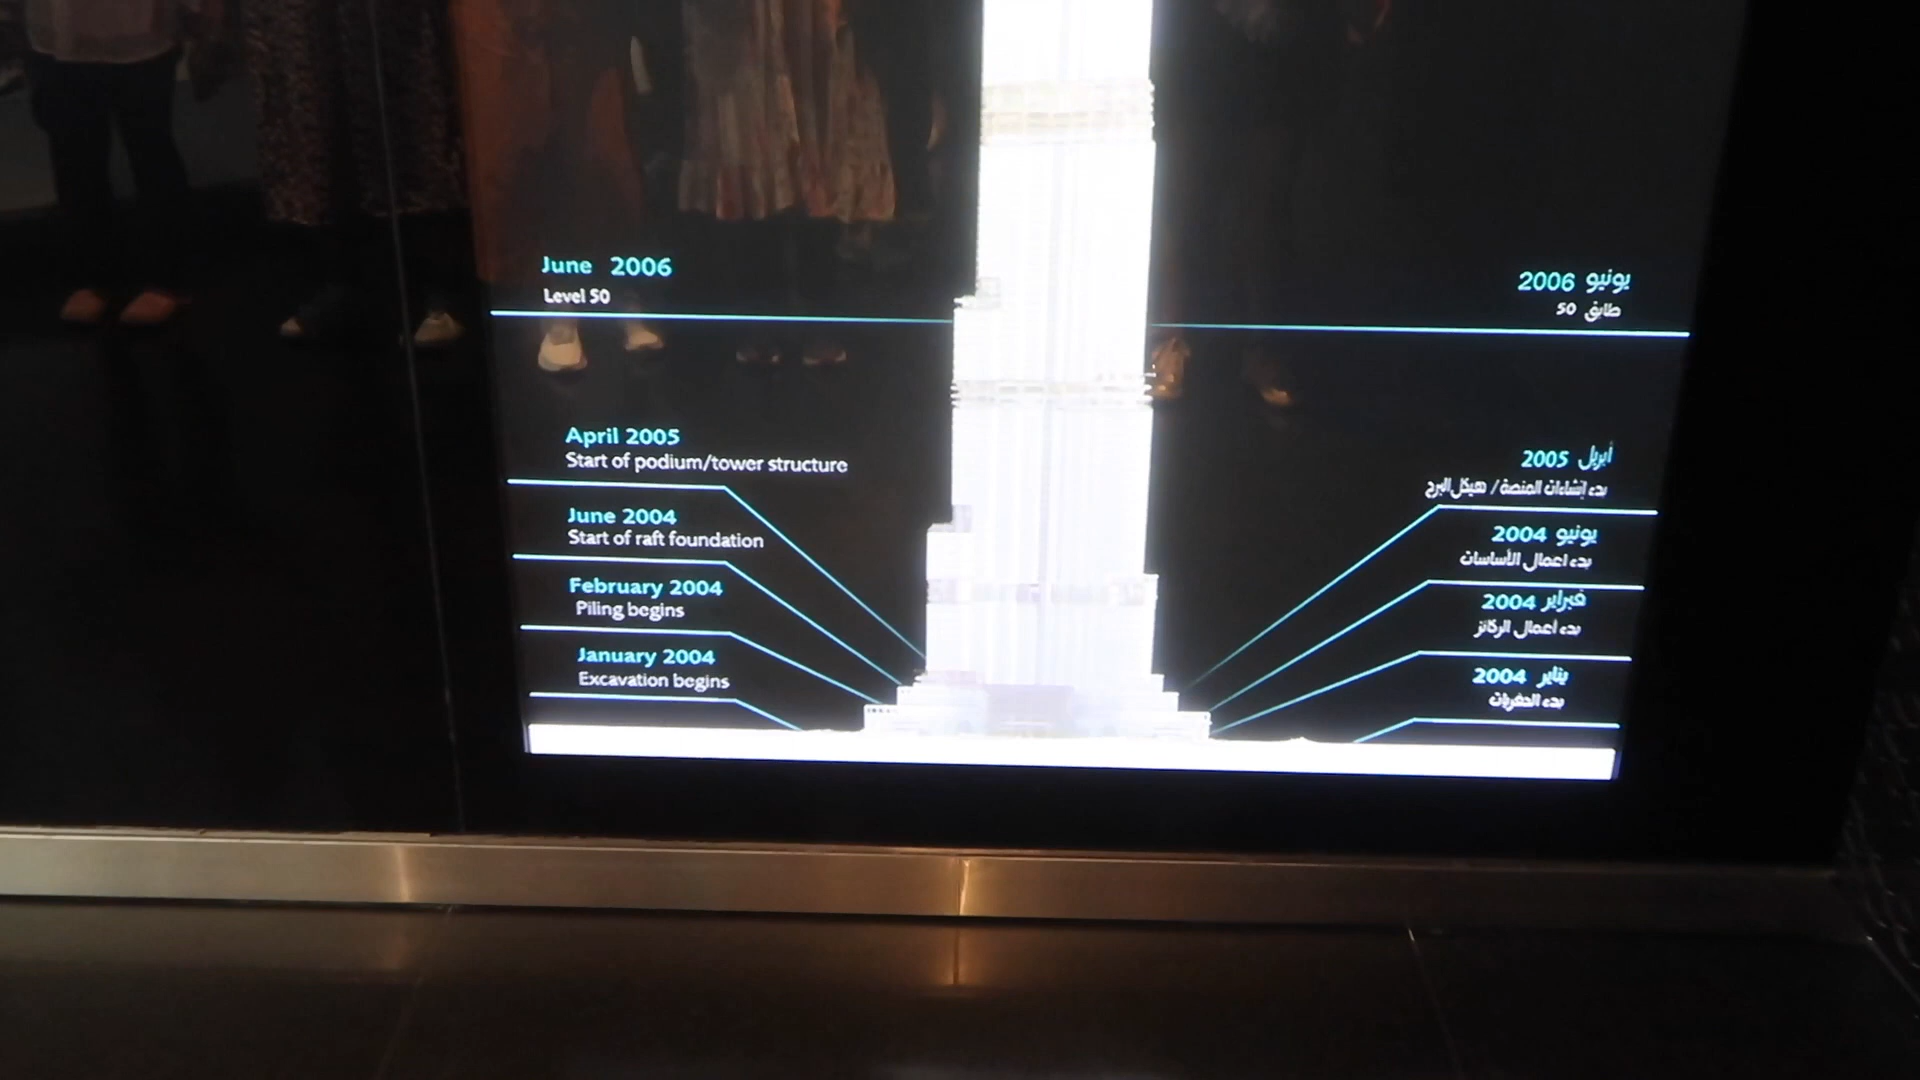 June 2006
Level 50
April 2005
Start of podium/tower structure
June 2004
Start of raft foundation
February 2004
Piling begins
January 2004
Excavation begins
يونيو 2006
طابق 50
أبريل 2005
بدء إنشاءات المنصة / هيكل البرج
يونيو 2004
بدء اعمال الأساسات
فبراير 2004
بدء أعمال الركائز
يناير 2004
بدء الحفريات